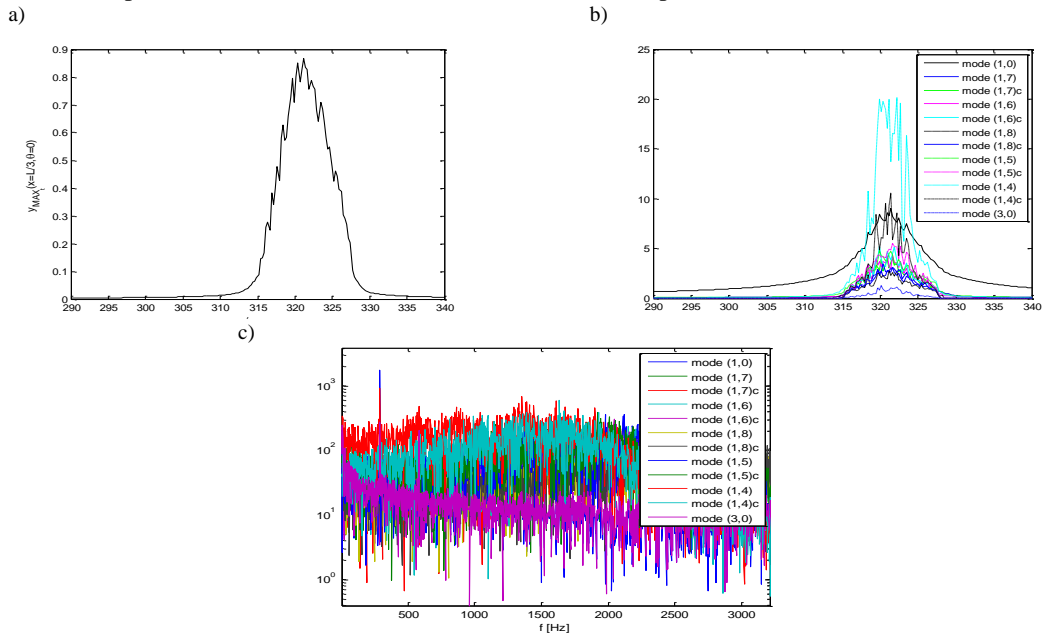 a)
b)
0.9
0.8
0.7
0.6
0.5
0.4
0.3
0.2
0.1
0
290 295 300 305 310 315 320 325 330 335 340
y_MAX(x=L/3,θ=0)
25
20
15
10
5
0
290 295 300 305 310 315 320 325 330 335 340
mode (1,0)
mode (1,7)
mode (1,7)c
mode (1,6)
mode (1,6)c
mode (1,8)
mode (1,8)c
mode (1,5)
mode (1,5)c
mode (1,4)
mode (1,4)c
mode (3,0)
c)
10³
10²
10¹
10⁰
500 1000 1500 2000 2500 3000
f [Hz]
mode (1,0)
mode (1,7)
mode (1,7)c
mode (1,6)
mode (1,6)c
mode (1,8)
mode (1,8)c
mode (1,5)
mode (1,5)c
mode (1,4)
mode (1,4)c
mode (3,0)